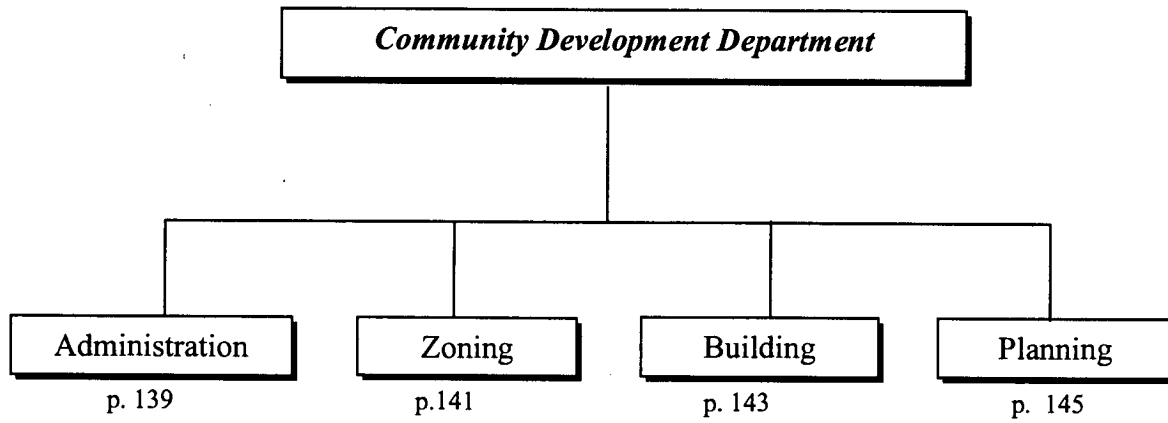 Community Development Department
Administration Zoning Building Planning
p. 139 p.141 p. 143 p. 145